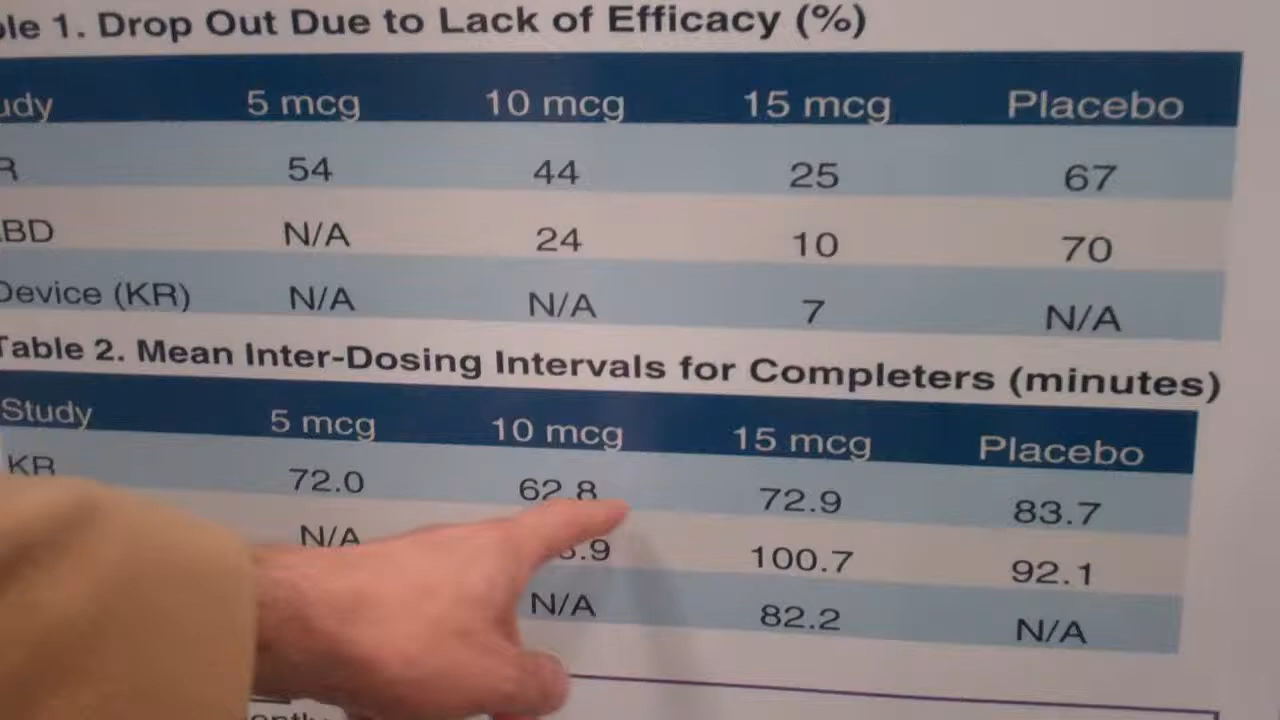 1. Drop Out Due to Lack of Efficacy (%)
5 mcg 10 mcg 15 mcg Placebo
54 44 25 67
BD N/A 24 10 70
Device (KR) N/A N/A 7 N/A
Table 2. Mean Inter-Dosing Intervals for Completers (minutes)
Study 5 mcg 10 mcg 15 mcg Placebo
KR 72.0 62.8 72.9 83.7
N/A .9 100.7 92.1
N/A 82.2 N/A